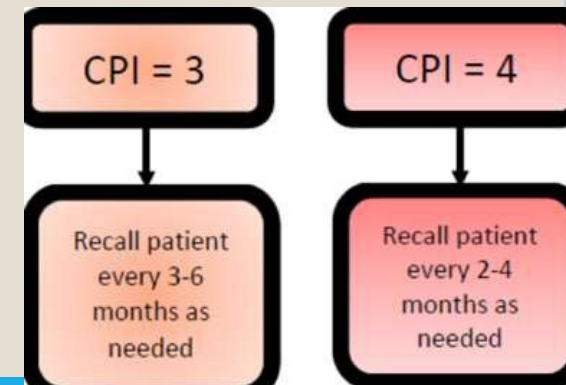 CPI = 3
Recall patient
every 3-6
months as
needed
CPI = 4
Recall patient
every 2-4
months as
needed